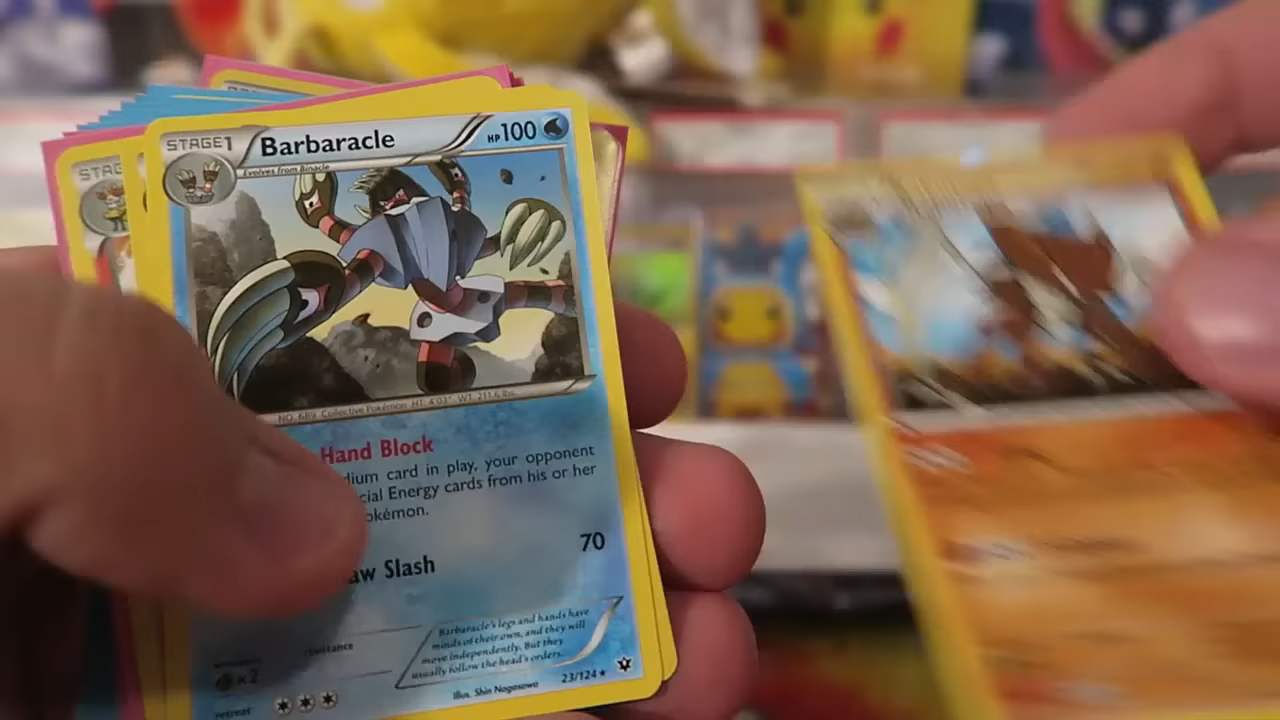 STAGE1 Barbaracle HP100
Evolves from Binacle
STAG
NO. 689 Collective Pokémon HT: 4'03" WT: 211.6 lbs.
Hand Block
dium card in play, your opponent
cial Energy cards from his or her
okémon.
aw Slash 70
Barbaracle's legs and hands have
minds of their own, and they will
move independently. But they
usually follow the head's orders.
×2
istance
retreat
Illus. Shin Nagasawa
23/124 ★